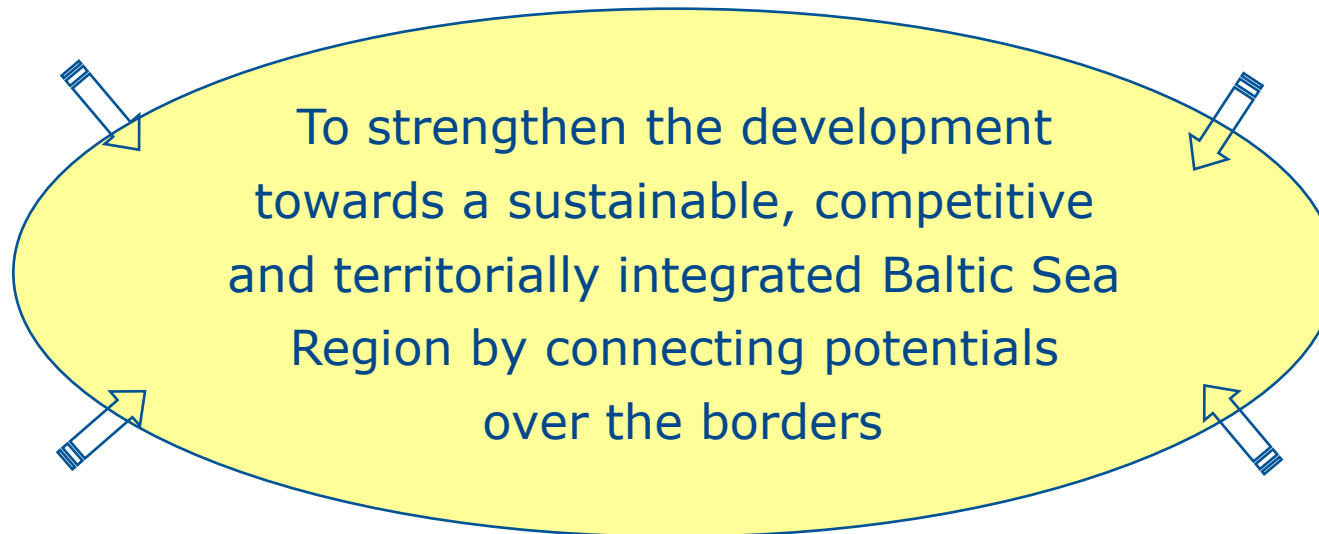 To strengthen the development
towards a sustainable, competitive
and territorially integrated Baltic Sea
Region by connecting potentials
over the borders